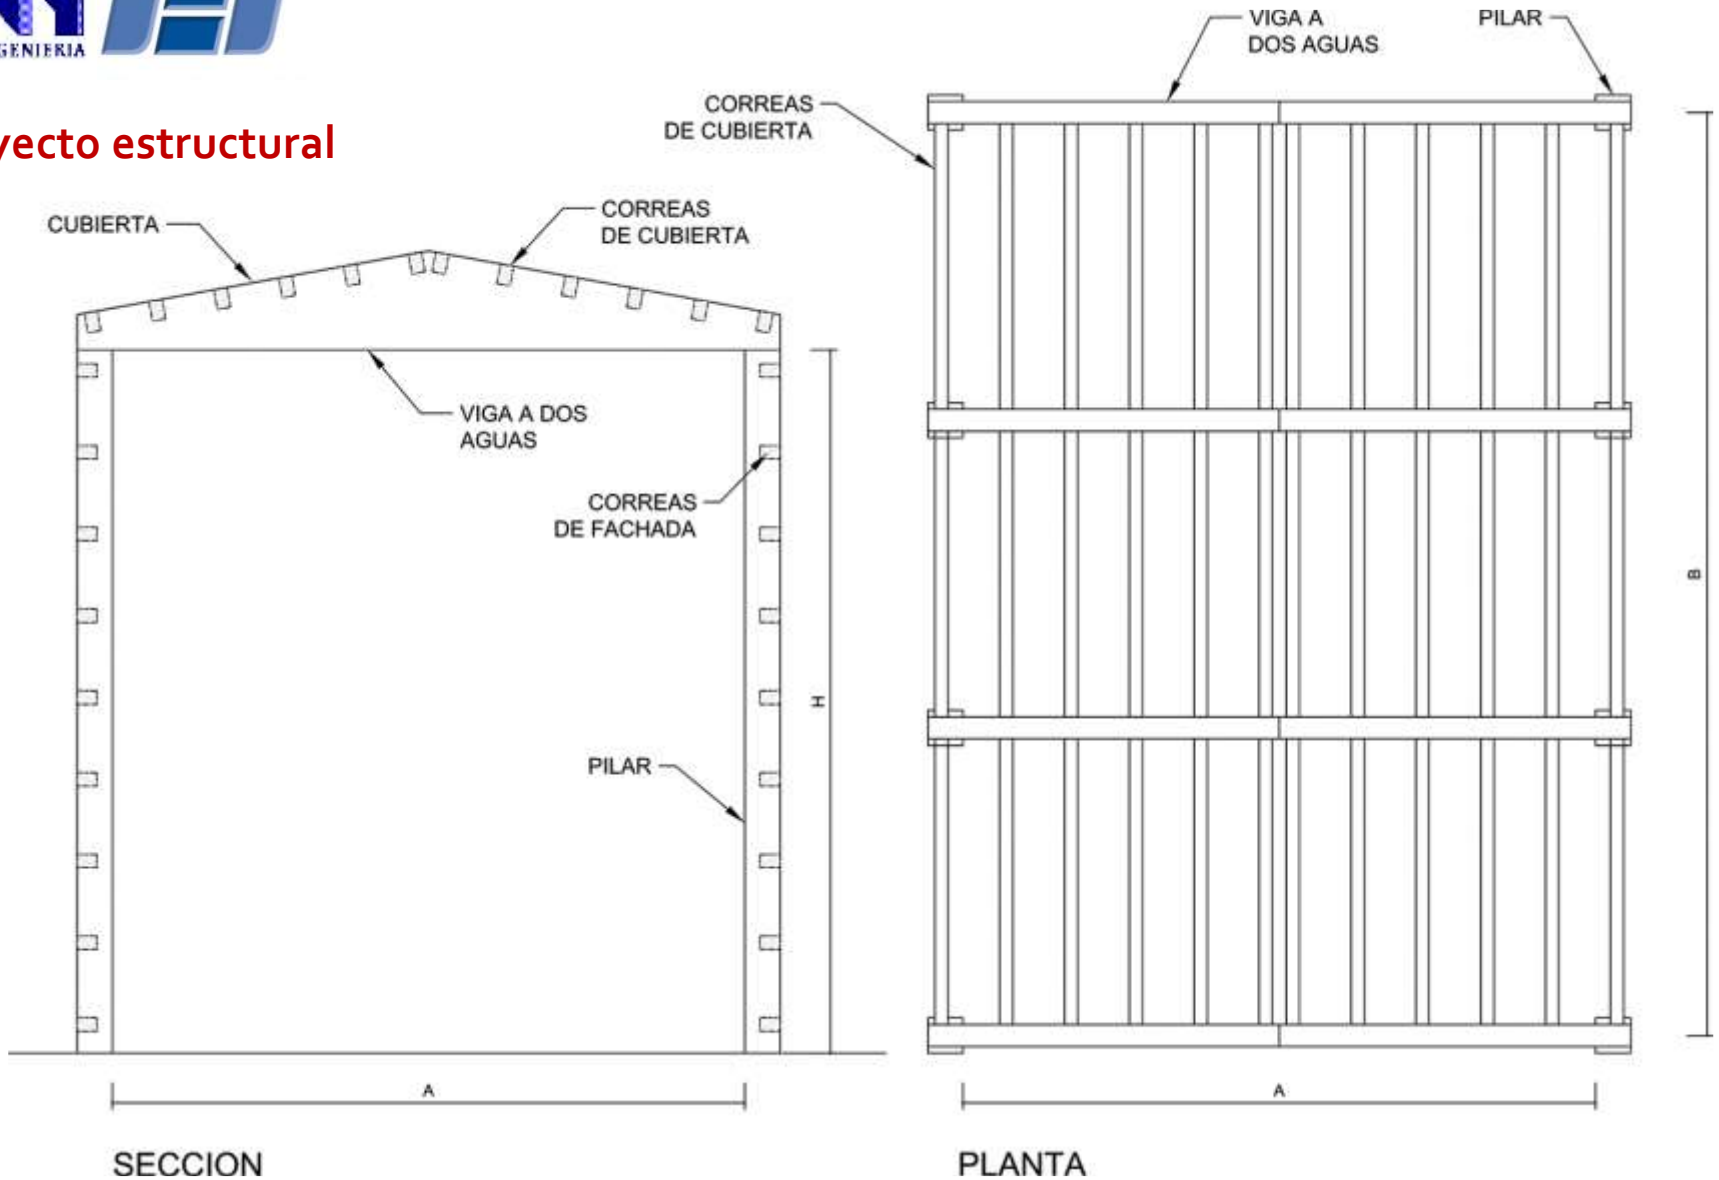 GENIERIA
yecto estructural
CUBIERTA
CORREAS
DE CUBIERTA
VIGA A DOS
AGUAS
CORREAS
DE FACHADA
PILAR
H
A
SECCION
VIGA A
DOS AGUAS
PILAR
CORREAS
DE CUBIERTA
B
A
PLANTA